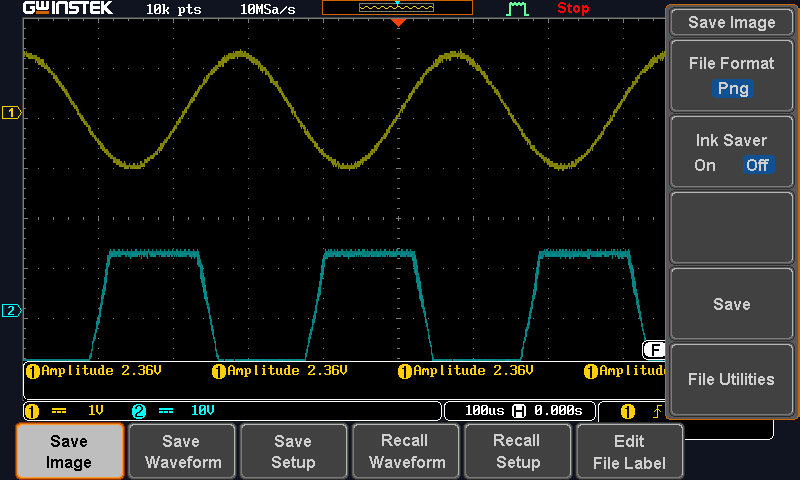 GWINSTEK 10k pts 10MSa/s Stop
Save Image
File Format
Png
1
Ink Saver
On Off
Save
2
F
File Utilities
1 Amplitude 2.36V 1 Amplitude 2.36V 1 Amplitude 2.36V 1 Amplitude 2.36
1 1V 2 10V 100us H 0.000s 1
Save Image
Save Waveform
Save Setup
Recall Waveform
Recall Setup
Edit File Label